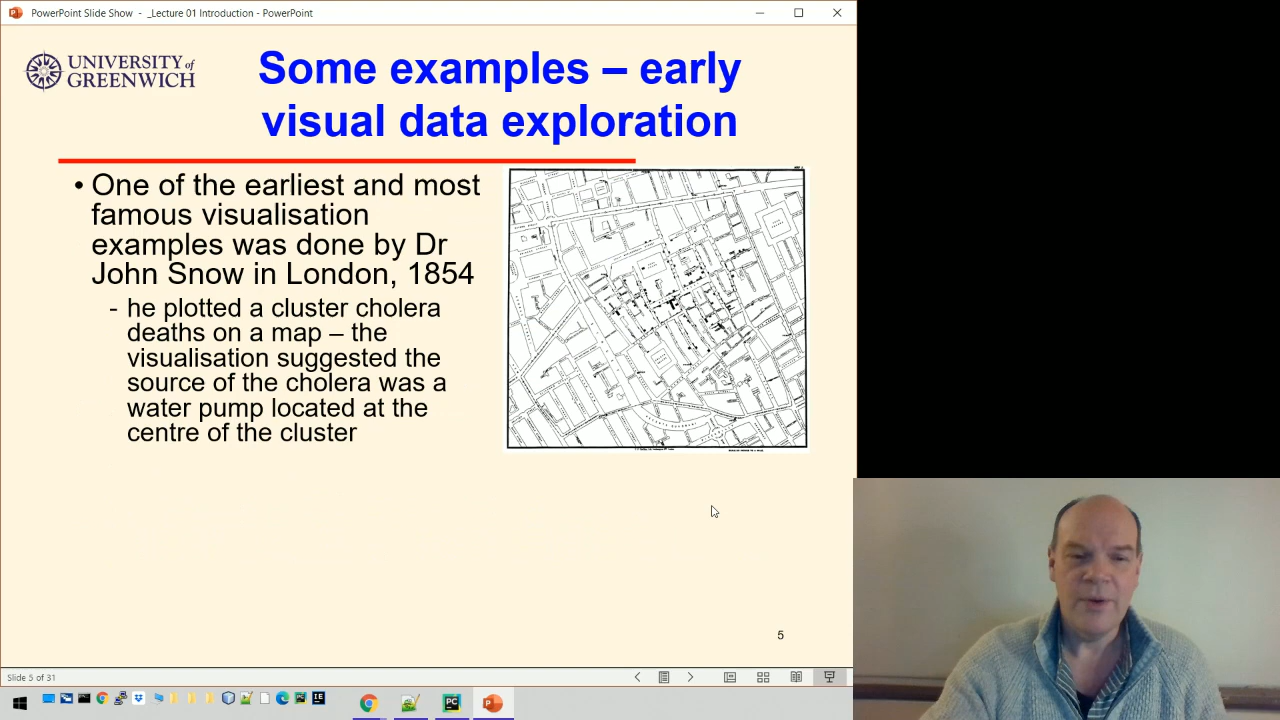 PowerPoint Slide Show - _Lecture 01 Introduction - PowerPoint
UNIVERSITY of
GREENWICH
Some examples – early
visual data exploration
• One of the earliest and most
famous visualisation
examples was done by Dr
John Snow in London, 1854
- he plotted a cluster cholera
deaths on a map – the
visualisation suggested the
source of the cholera was a
water pump located at the
centre of the cluster
5
Slide 5 of 31